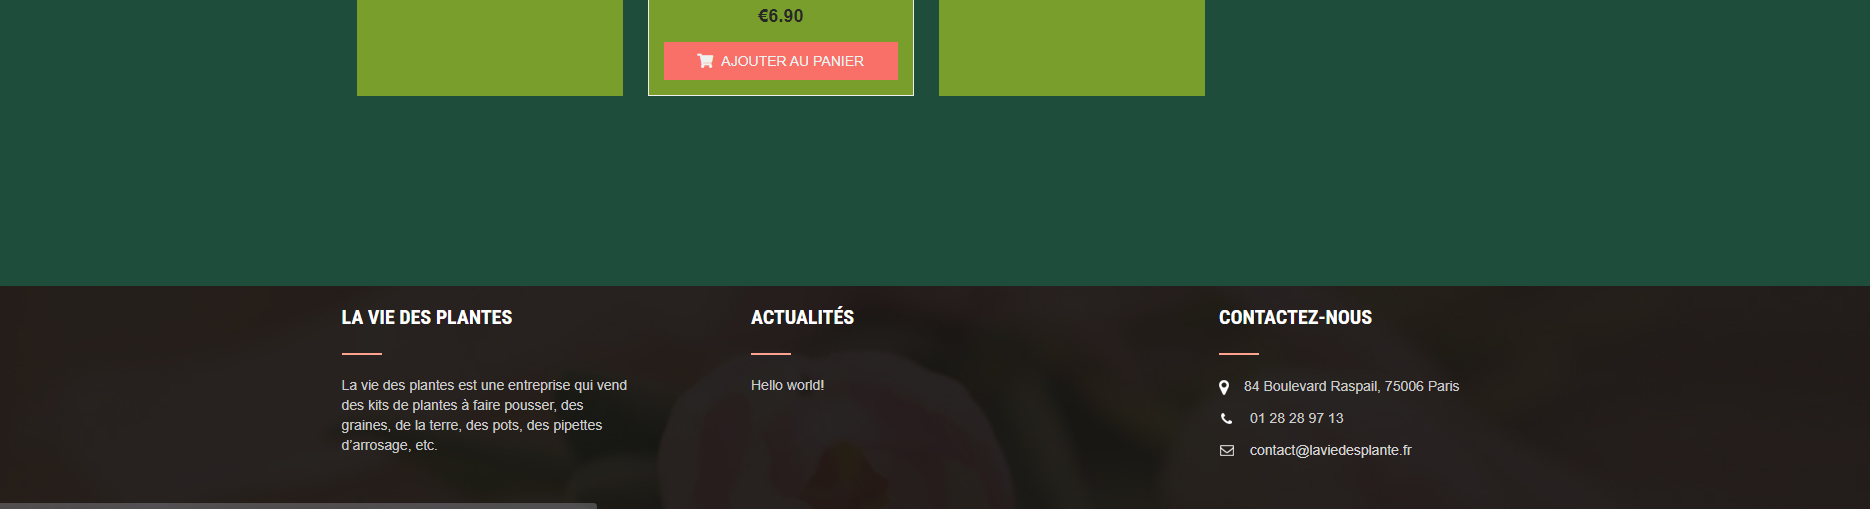 €6.90
AJOUTER AU PANIER
LA VIE DES PLANTES
La vie des plantes est une entreprise qui vend
des kits de plantes à faire pousser, des
graines, de la terre, des pots, des pipettes
d’arrosage, etc.
ACTUALITÉS
Hello world!
CONTACTEZ-NOUS
84 Boulevard Raspail, 75006 Paris
01 28 28 97 13
contact@laviedesplante.fr